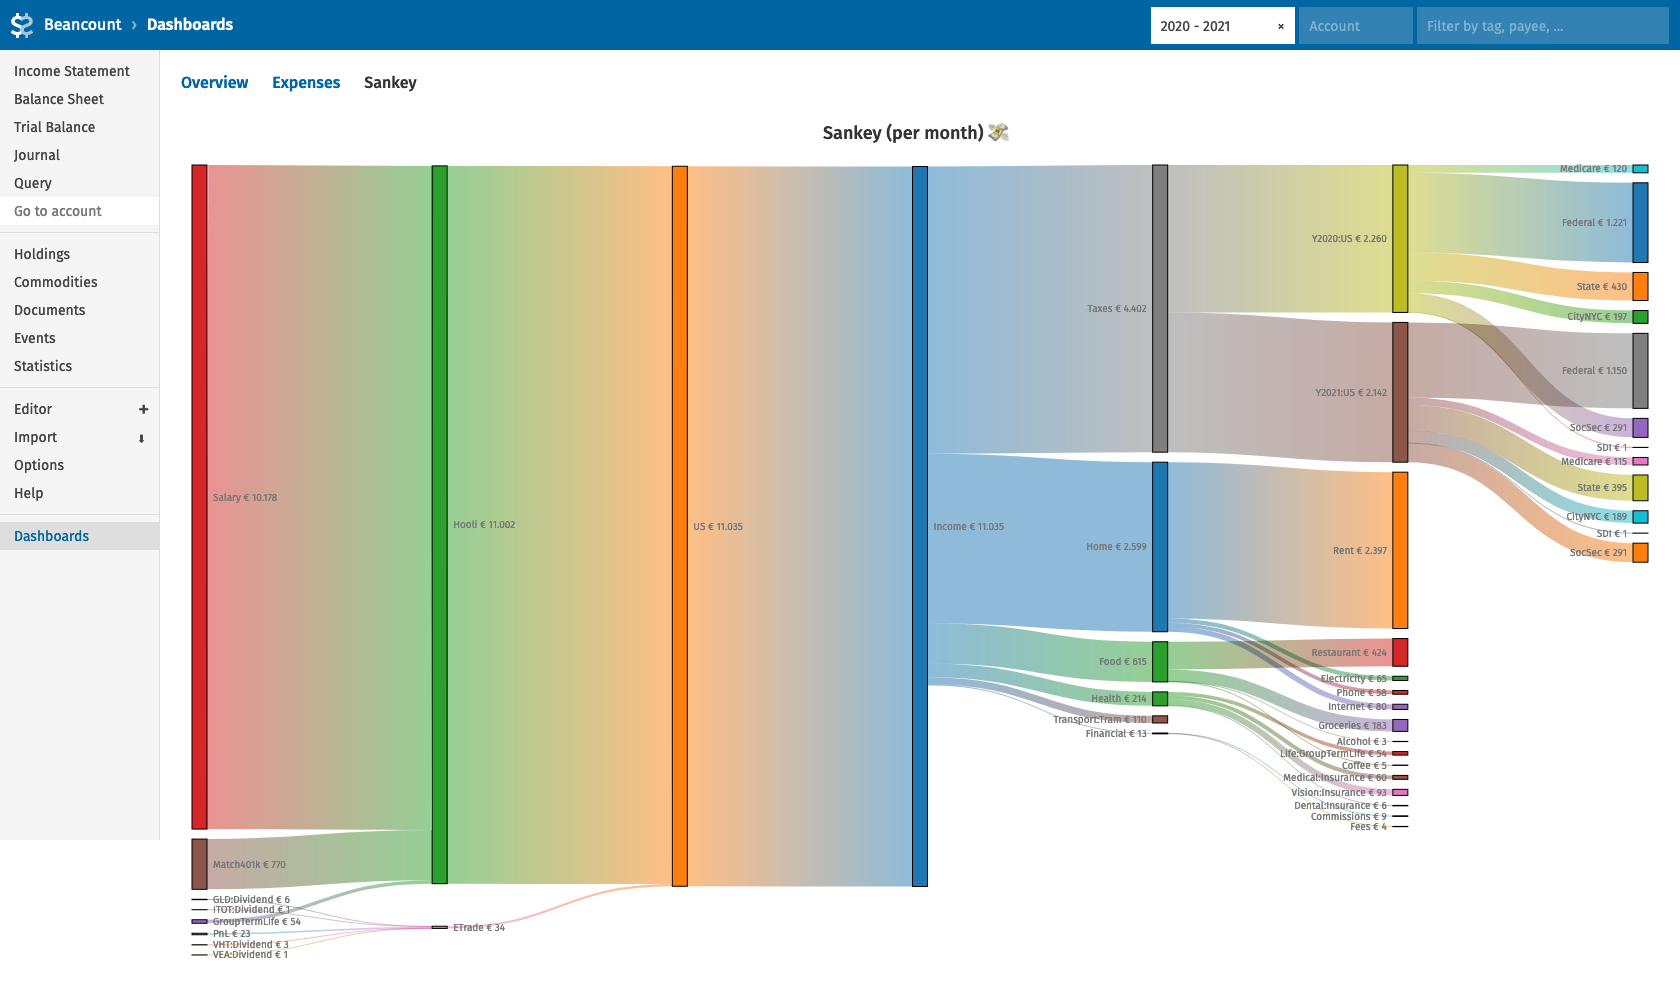 Beancount › Dashboards
2020 - 2021 ×
Account
Filter by tag, payee, ...
Income Statement
Balance Sheet
Trial Balance
Journal
Query
Go to account
Holdings
Commodities
Documents
Events
Statistics
Editor +
Import
Options
Help
Dashboards
Overview Expenses Sankey
Sankey (per month) 💸
Salary € 10.178
Match401k € 770
GLD:Dividend € 6
ITOT:Dividend € 1
GroupTermLife € 54
PnL € 23
VHT:Dividend € 3
VEA:Dividend € 1
Hooli € 11.002
ETrade € 34
US € 11.035
Income € 11.035
Taxes € 4.402
Home € 2.599
Food € 615
Health € 214
Transport:Tram € 110
Financial € 13
Y2020:US € 2.260
Y2021:US € 2.142
Rent € 2.397
Restaurant € 424
Electricity € 65
Phone € 58
Internet € 80
Groceries € 183
Alcohol € 3
Life:GroupTermLife € 54
Coffee € 5
Medical:Insurance € 60
Vision:Insurance € 93
Dental:Insurance € 6
Commissions € 9
Fees € 4
Medicare € 120
Federal € 1.221
State € 430
CityNYC € 197
Federal € 1.150
SocSec € 291
SDI € 1
Medicare € 115
State € 395
CityNYC € 189
SDI € 1
SocSec € 291